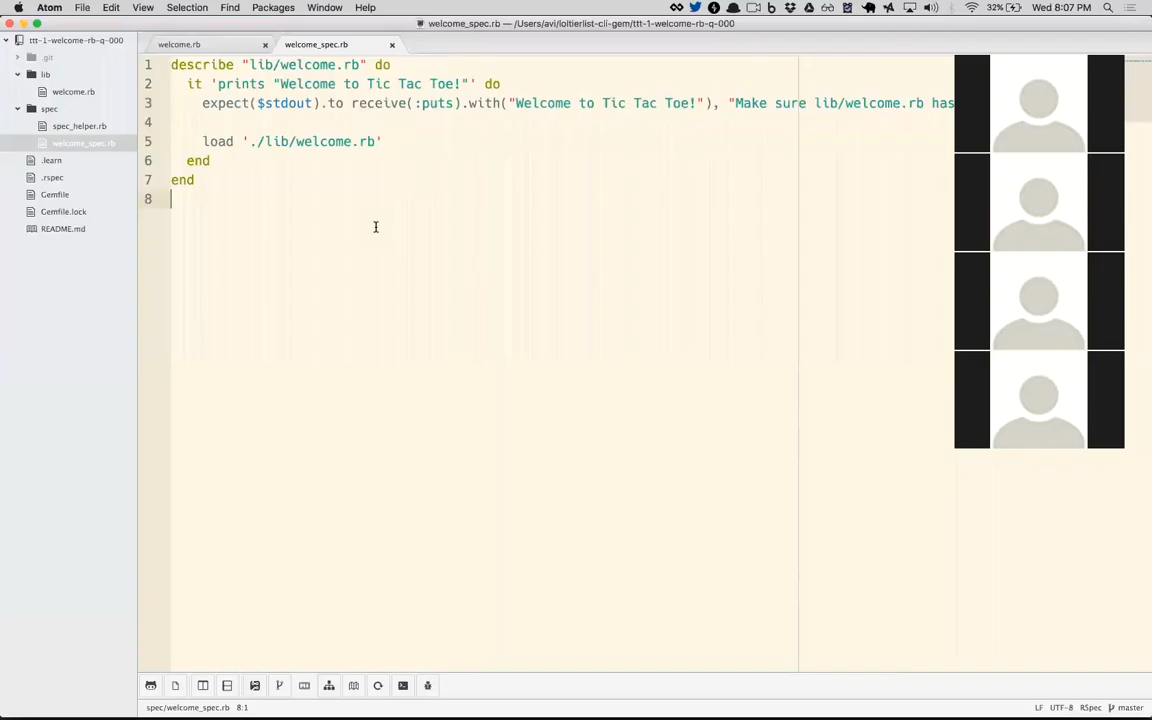 Atom File Edit View Selection Find Packages Window Help 32% Wed 8:07 PM
welcome_spec.rb — /Users/avi/loltierlist-cli-gem/ttt-1-welcome-rb-q-000
ttt-1-welcome-rb-q-000
.git
lib
welcome.rb
spec
spec_helper.rb
welcome_spec.rb
.learn
.rspec
Gemfile
Gemfile.lock
README.md
welcome.rb welcome_spec.rb
1 describe "lib/welcome.rb" do
2 it 'prints "Welcome to Tic Tac Toe!"' do
3 expect($stdout).to receive(:puts).with("Welcome to Tic Tac Toe!"), "Make sure lib/welcome.rb has
4
5 load './lib/welcome.rb'
6 end
7 end
8
spec/welcome_spec.rb 8:1 LF UTF-8 RSpec master